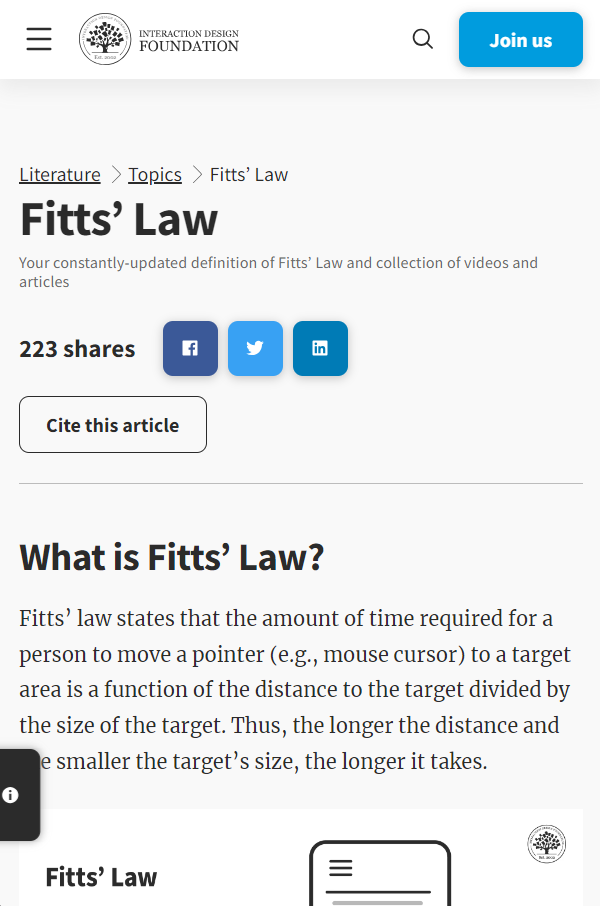 INTERACTION DESIGN
FOUNDATION
Est. 2002
Join us
Literature > Topics > Fitts’ Law
Fitts’ Law
Your constantly-updated definition of Fitts’ Law and collection of videos and
articles
223 shares
Cite this article
What is Fitts’ Law?
Fitts’ law states that the amount of time required for a
person to move a pointer (e.g., mouse cursor) to a target
area is a function of the distance to the target divided by
the size of the target. Thus, the longer the distance and
e smaller the target’s size, the longer it takes.
Fitts’ Law
Est. 2002